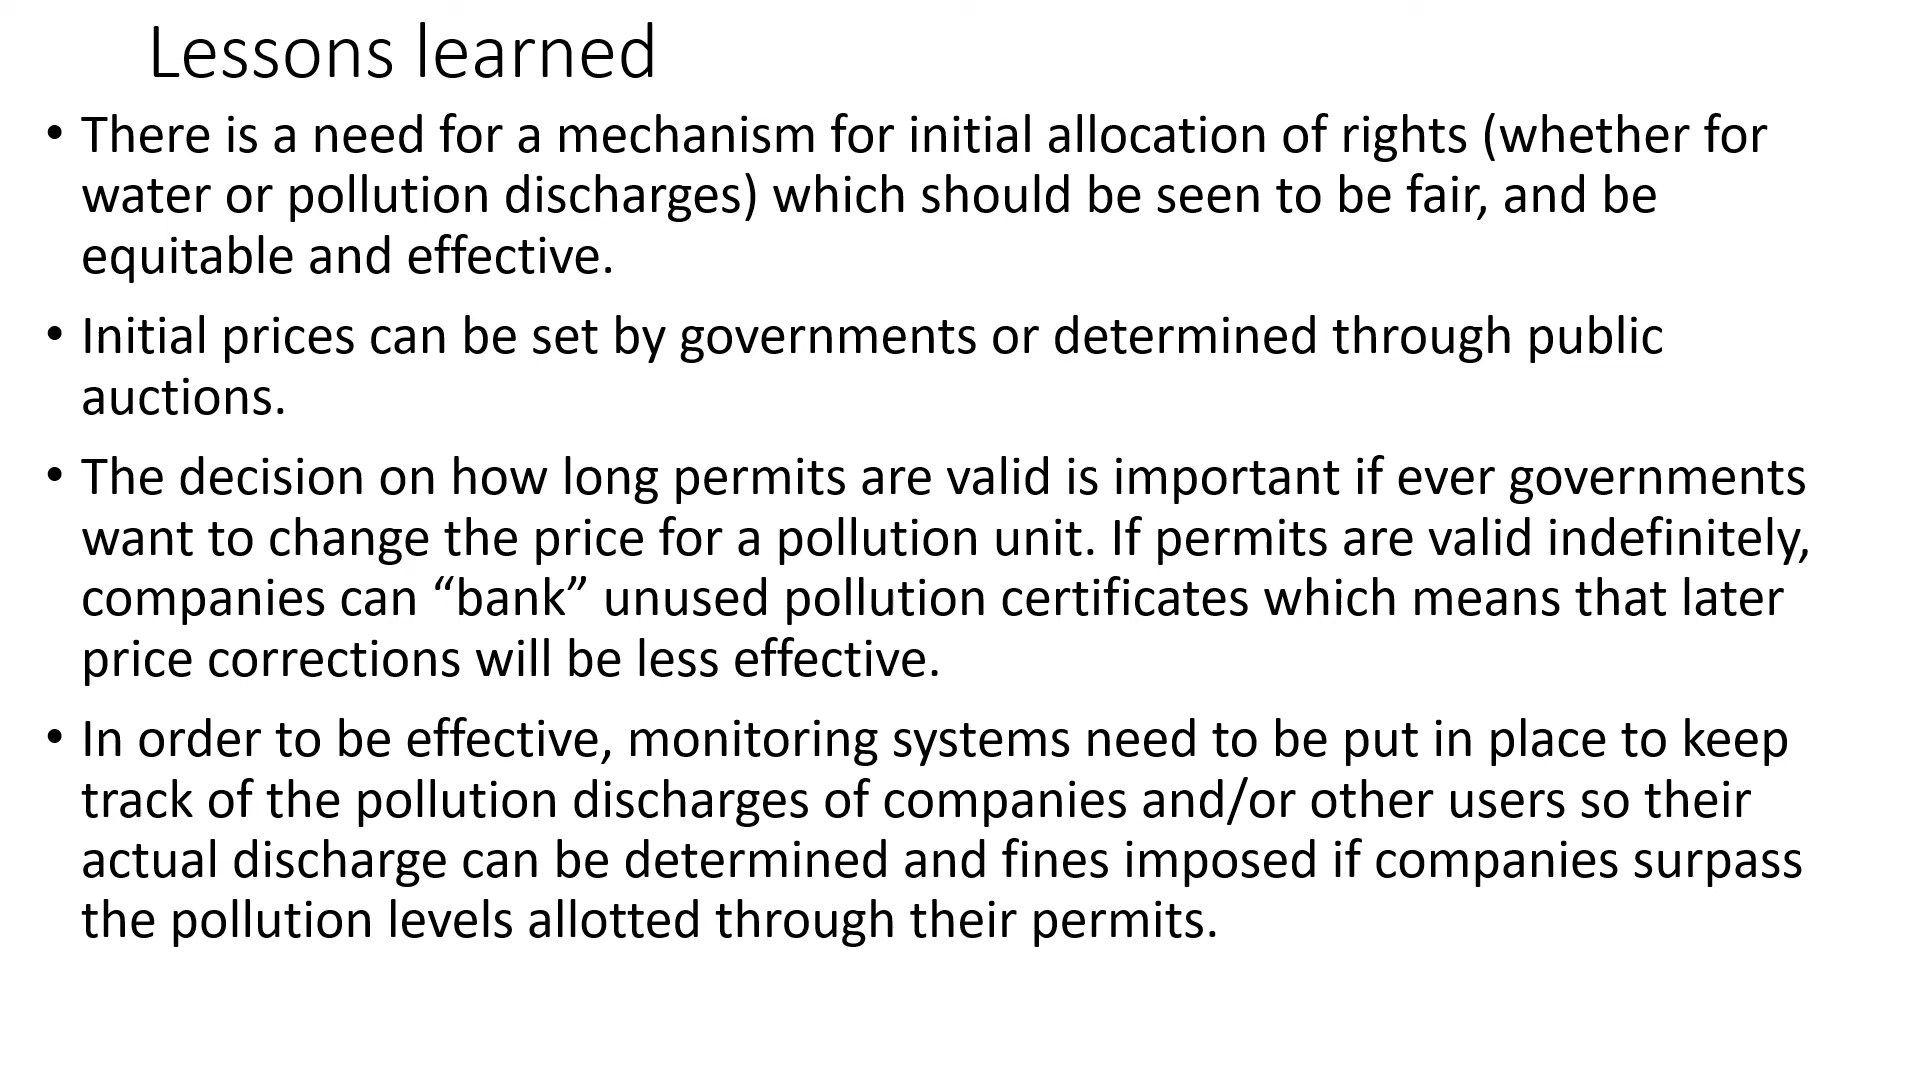 Lessons learned
• There is a need for a mechanism for initial allocation of rights (whether for
water or pollution discharges) which should be seen to be fair, and be
equitable and effective.
• Initial prices can be set by governments or determined through public
auctions.
• The decision on how long permits are valid is important if ever governments
want to change the price for a pollution unit. If permits are valid indefinitely,
companies can “bank” unused pollution certificates which means that later
price corrections will be less effective.
• In order to be effective, monitoring systems need to be put in place to keep
track of the pollution discharges of companies and/or other users so their
actual discharge can be determined and fines imposed if companies surpass
the pollution levels allotted through their permits.